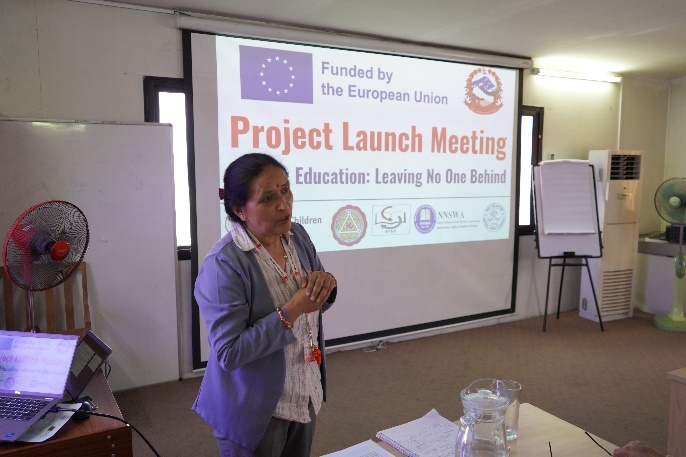 Funded by
the European Union
Project Launch Meeting
Education: Leaving No One Behind
Children
NNSWA